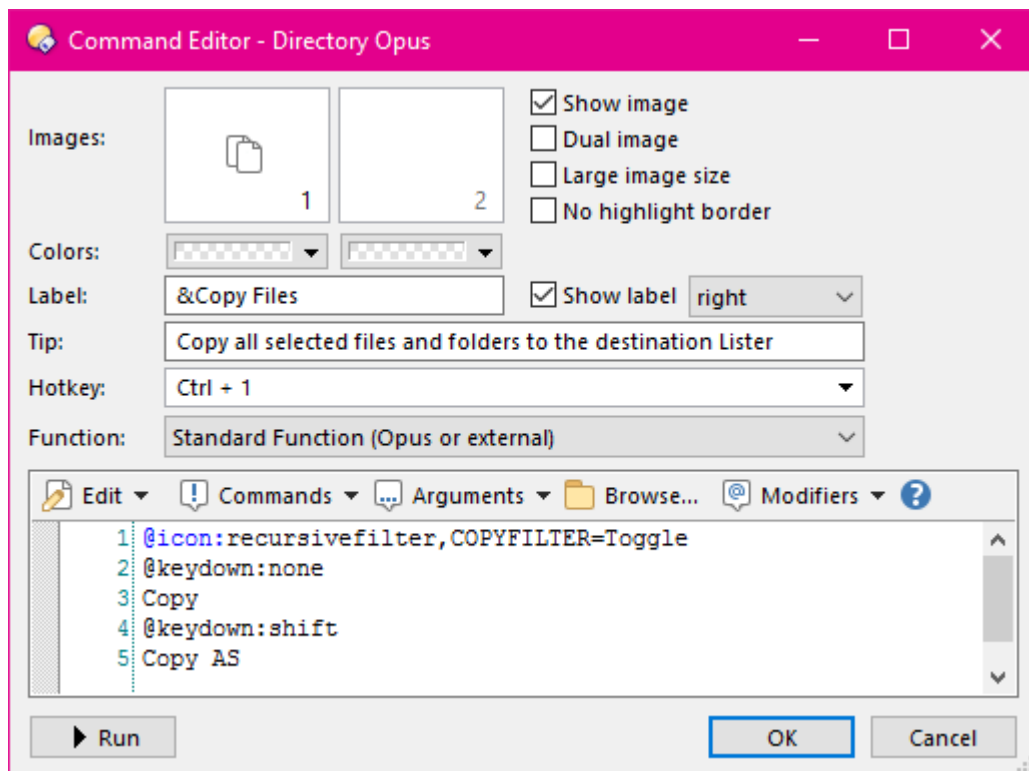 Command Editor - Directory Opus
Images:
1
2
Show image
Dual image
Large image size
No highlight border
Colors:
Label: &Copy Files Show label right
Tip: Copy all selected files and folders to the destination Lister
Hotkey: Ctrl + 1
Function: Standard Function (Opus or external)
Edit Commands Arguments Browse... Modifiers
1 @icon:recursivefilter,COPYFILTER=Toggle
2 @keydown:none
3 Copy
4 @keydown:shift
5 Copy AS
Run OK Cancel